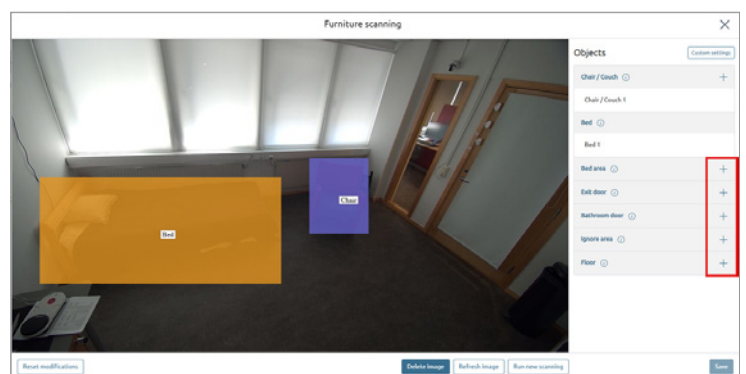 Furniture scanning
Objects
Custom settings
Chair / Couch
Chair / Couch 1
Bed
Bed 1
Bed area
Exit door
Bathroom door
Ignore area
Floor
Chair
Bed
Reset modifications
Delete image
Refresh image
Run new scanning
Save